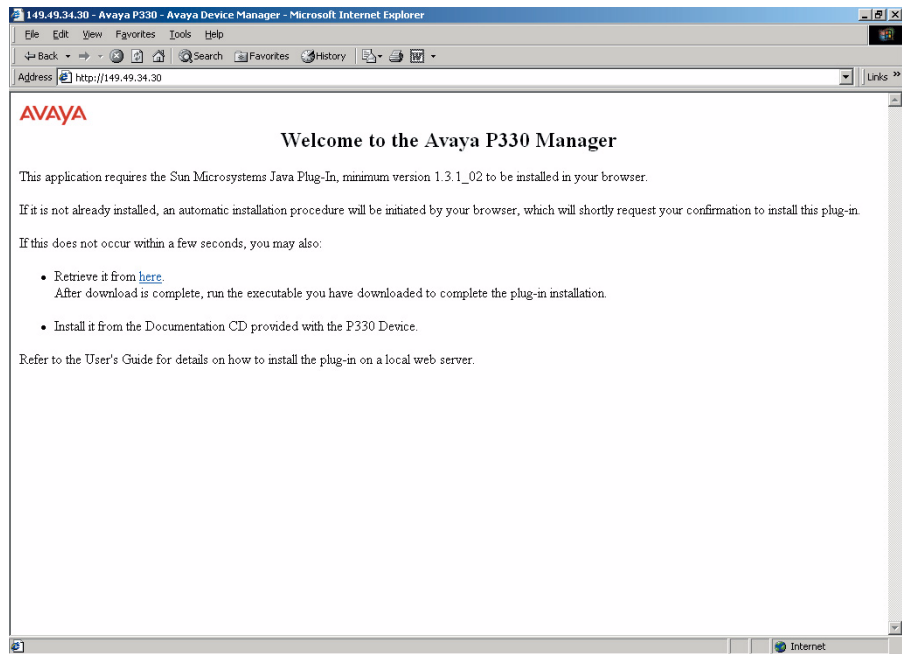 149.49.34.30 - Avaya P330 - Avaya Device Manager - Microsoft Internet Explorer
File Edit View Favorites Tools Help
Back Search Favorites History
Address http://149.49.34.30 Links »
AVAYA
Welcome to the Avaya P330 Manager
This application requires the Sun Microsystems Java Plug-In, minimum version 1.3.1_02 to be installed in your browser.
If it is not already installed, an automatic installation procedure will be initiated by your browser, which will shortly request your confirmation to install this plug-in.
If this does not occur within a few seconds, you may also:
• Retrieve it from here.
After download is complete, run the executable you have downloaded to complete the plug-in installation.
• Install it from the Documentation CD provided with the P330 Device.
Refer to the User's Guide for details on how to install the plug-in on a local web server.
Internet